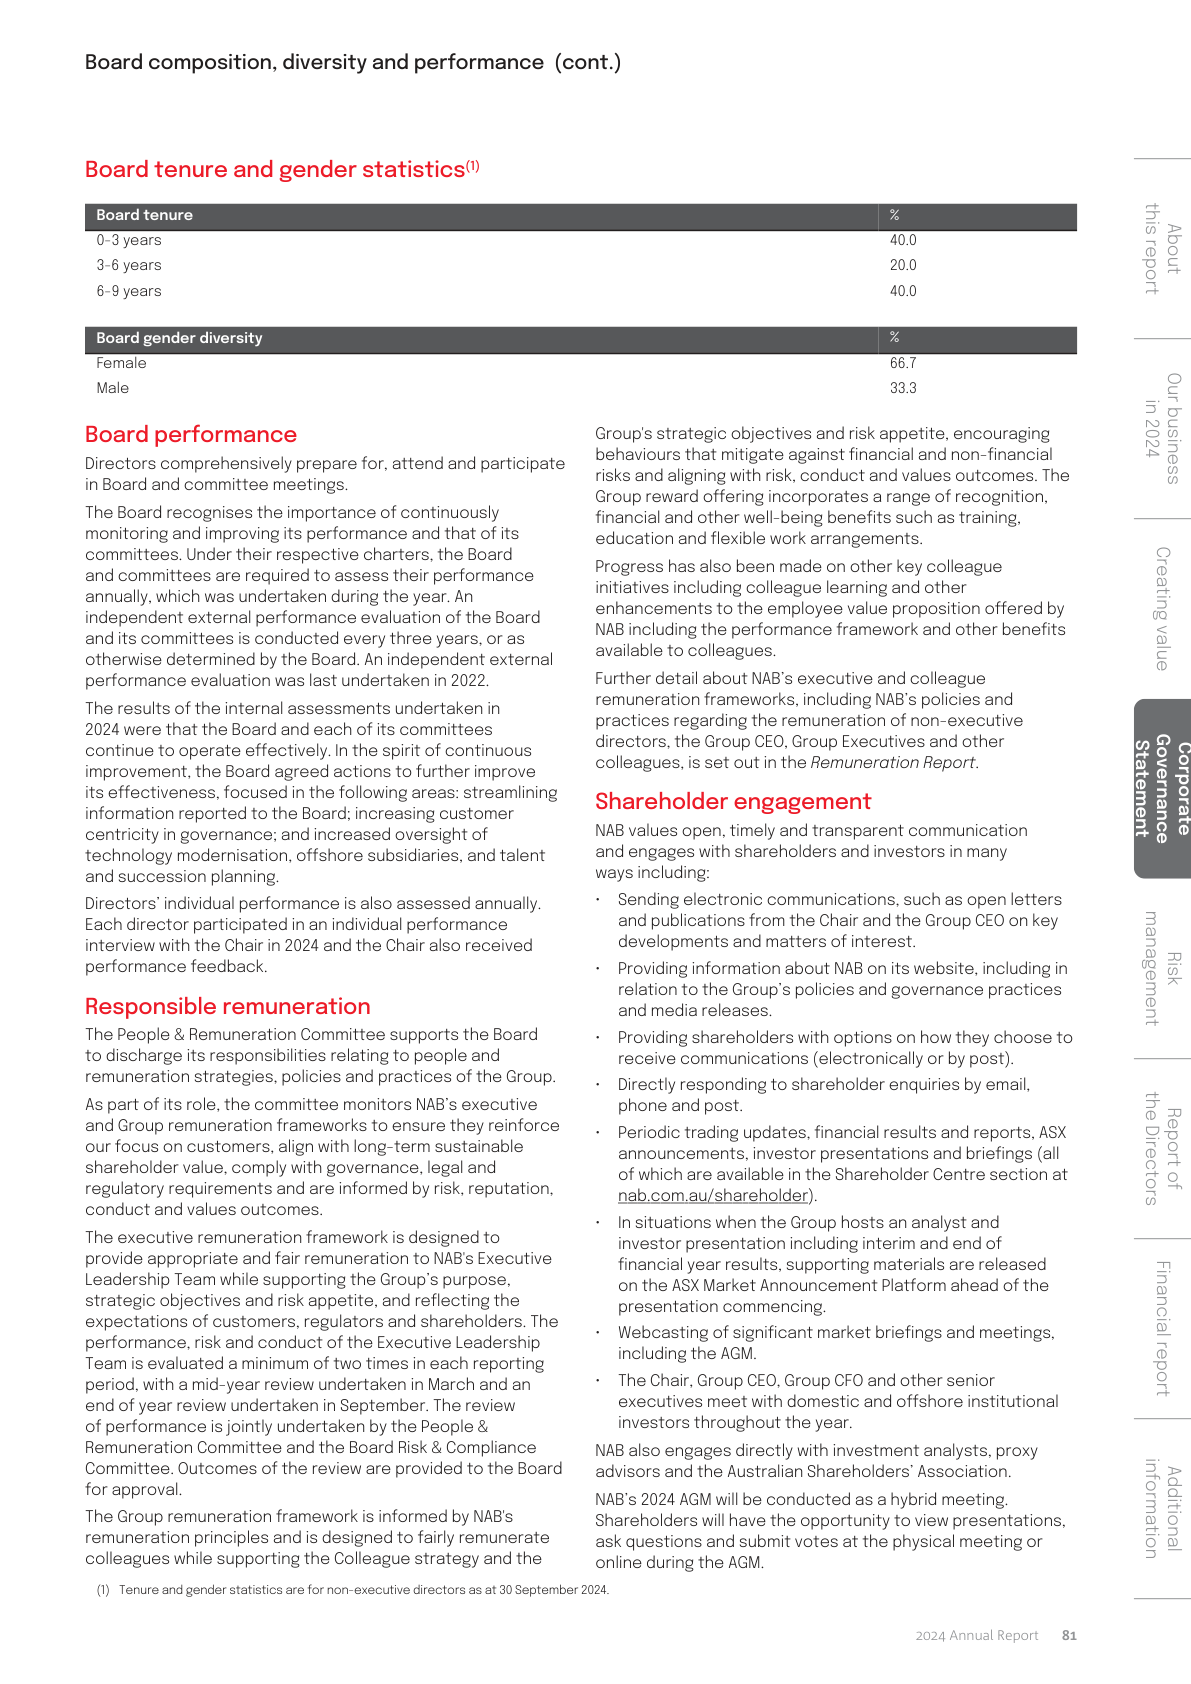 Board composition, diversity and performance (cont.)
Board tenure and gender statistics(1)
Board tenure %
0-3 years 40.0
3-6 years 20.0
6-9 years 40.0
Board gender diversity %
Female 66.7
Male 33.3
Board performance
Directors comprehensively prepare for, attend and participate
in Board and committee meetings.
The Board recognises the importance of continuously
monitoring and improving its performance and that of its
committees. Under their respective charters, the Board
and committees are required to assess their performance
annually, which was undertaken during the year. An
independent external performance evaluation of the Board
and its committees is conducted every three years, or as
otherwise determined by the Board. An independent external
performance evaluation was last undertaken in 2022.
The results of the internal assessments undertaken in
2024 were that the Board and each of its committees
continue to operate effectively. In the spirit of continuous
improvement, the Board agreed actions to further improve
its effectiveness, focused in the following areas: streamlining
information reported to the Board; increasing customer
centricity in governance; and increased oversight of
technology modernisation, offshore subsidiaries, and talent
and succession planning.
Directors’ individual performance is also assessed annually.
Each director participated in an individual performance
interview with the Chair in 2024 and the Chair also received
performance feedback.
Responsible remuneration
The People & Remuneration Committee supports the Board
to discharge its responsibilities relating to people and
remuneration strategies, policies and practices of the Group.
As part of its role, the committee monitors NAB’s executive
and Group remuneration frameworks to ensure they reinforce
our focus on customers, align with long-term sustainable
shareholder value, comply with governance, legal and
regulatory requirements and are informed by risk, reputation,
conduct and values outcomes.
The executive remuneration framework is designed to
provide appropriate and fair remuneration to NAB's Executive
Leadership Team while supporting the Group’s purpose,
strategic objectives and risk appetite, and reflecting the
expectations of customers, regulators and shareholders. The
performance, risk and conduct of the Executive Leadership
Team is evaluated a minimum of two times in each reporting
period, with a mid-year review undertaken in March and an
end of year review undertaken in September. The review
of performance is jointly undertaken by the People &
Remuneration Committee and the Board Risk & Compliance
Committee. Outcomes of the review are provided to the Board
for approval.
The Group remuneration framework is informed by NAB's
remuneration principles and is designed to fairly remunerate
colleagues while supporting the Colleague strategy and the
Group's strategic objectives and risk appetite, encouraging
behaviours that mitigate against financial and non-financial
risks and aligning with risk, conduct and values outcomes. The
Group reward offering incorporates a range of recognition,
financial and other well-being benefits such as training,
education and flexible work arrangements.
Progress has also been made on other key colleague
initiatives including colleague learning and other
enhancements to the employee value proposition offered by
NAB including the performance framework and other benefits
available to colleagues.
Further detail about NAB’s executive and colleague
remuneration frameworks, including NAB’s policies and
practices regarding the remuneration of non-executive
directors, the Group CEO, Group Executives and other
colleagues, is set out in the Remuneration Report.
Shareholder engagement
NAB values open, timely and transparent communication
and engages with shareholders and investors in many
ways including:
• Sending electronic communications, such as open letters
and publications from the Chair and the Group CEO on key
developments and matters of interest.
• Providing information about NAB on its website, including in
relation to the Group’s policies and governance practices
and media releases.
• Providing shareholders with options on how they choose to
receive communications (electronically or by post).
• Directly responding to shareholder enquiries by email,
phone and post.
• Periodic trading updates, financial results and reports, ASX
announcements, investor presentations and briefings (all
of which are available in the Shareholder Centre section at
nab.com.au/shareholder).
• In situations when the Group hosts an analyst and
investor presentation including interim and end of
financial year results, supporting materials are released
on the ASX Market Announcement Platform ahead of the
presentation commencing.
• Webcasting of significant market briefings and meetings,
including the AGM.
• The Chair, Group CEO, Group CFO and other senior
executives meet with domestic and offshore institutional
investors throughout the year.
NAB also engages directly with investment analysts, proxy
advisors and the Australian Shareholders’ Association.
NAB’s 2024 AGM will be conducted as a hybrid meeting.
Shareholders will have the opportunity to view presentations,
ask questions and submit votes at the physical meeting or
online during the AGM.
(1) Tenure and gender statistics are for non-executive directors as at 30 September 2024.
2024 Annual Report 81
About
this report
Our business
in 2024
Creating value
Corporate
Governance
Statement
Risk
management
Report of
the Directors
Financial report
Additional
information